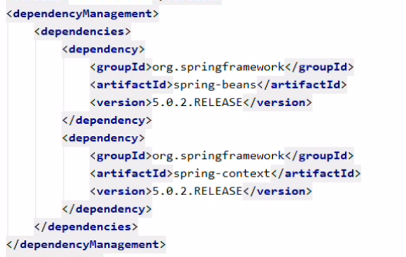 <dependencyManagement>
    <dependencies>
        <dependency>
            <groupId>org.springframework</groupId>
            <artifactId>spring-beans</artifactId>
            <version>5.0.2.RELEASE</version>
        </dependency>
        <dependency>
            <groupId>org.springframework</groupId>
            <artifactId>spring-context</artifactId>
            <version>5.0.2.RELEASE</version>
        </dependency>
    </dependencies>
</dependencyManagement>